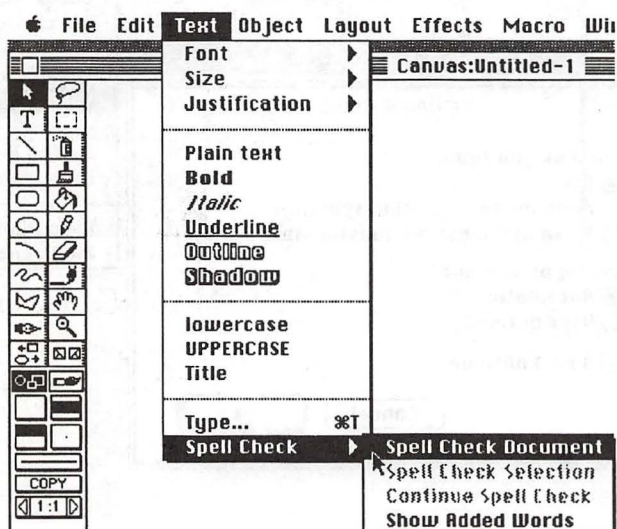 File Edit Text Object Layout Effects Macro
Canvas:Untitled-1
Font
Size
Justification
Plain text
Bold
Italic
Underline
Outline
Shadow
lowercase
UPPERCASE
Title
Type... ⌘T
Spell Check
Spell Check Document
Spell Check Selection
Continue Spell Check
Show Added Words
T
COPY
1:1